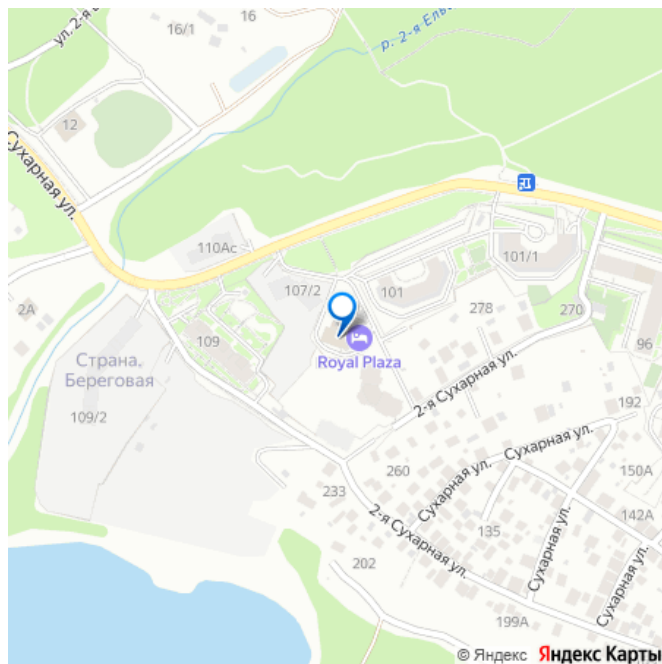 16
ул. 2-я
16/1
р. 2-я Ель
12
Сухарная ул.
110Ас
101/1
107/2
101
278
270
2А
109
96
Royal Plaza
Страна.
Береговая
2-я Сухарная ул.
192
109/2
Сухарная ул.
260
Сухарная ул.
150А
233
2-я Сухарная ул.
135
Сухарная ул.
142А
202
Сухарная ул.
199А
© Яндекс Яндекс Карты